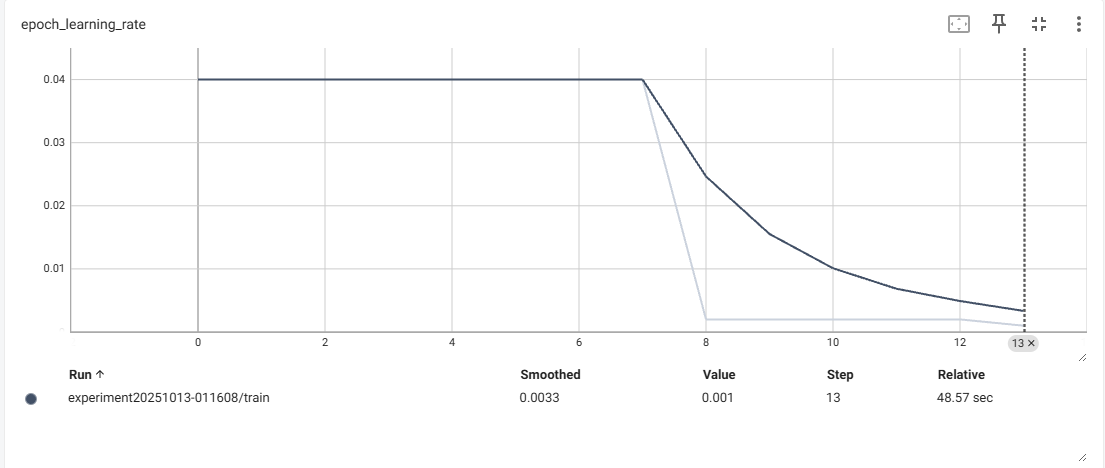 epoch_learning_rate
0.04
0.03
0.02
0.01
0 2 4 6 8 10 12 13 ×
Run ↑ Smoothed Value Step Relative
experiment20251013-011608/train 0.0033 0.001 13 48.57 sec